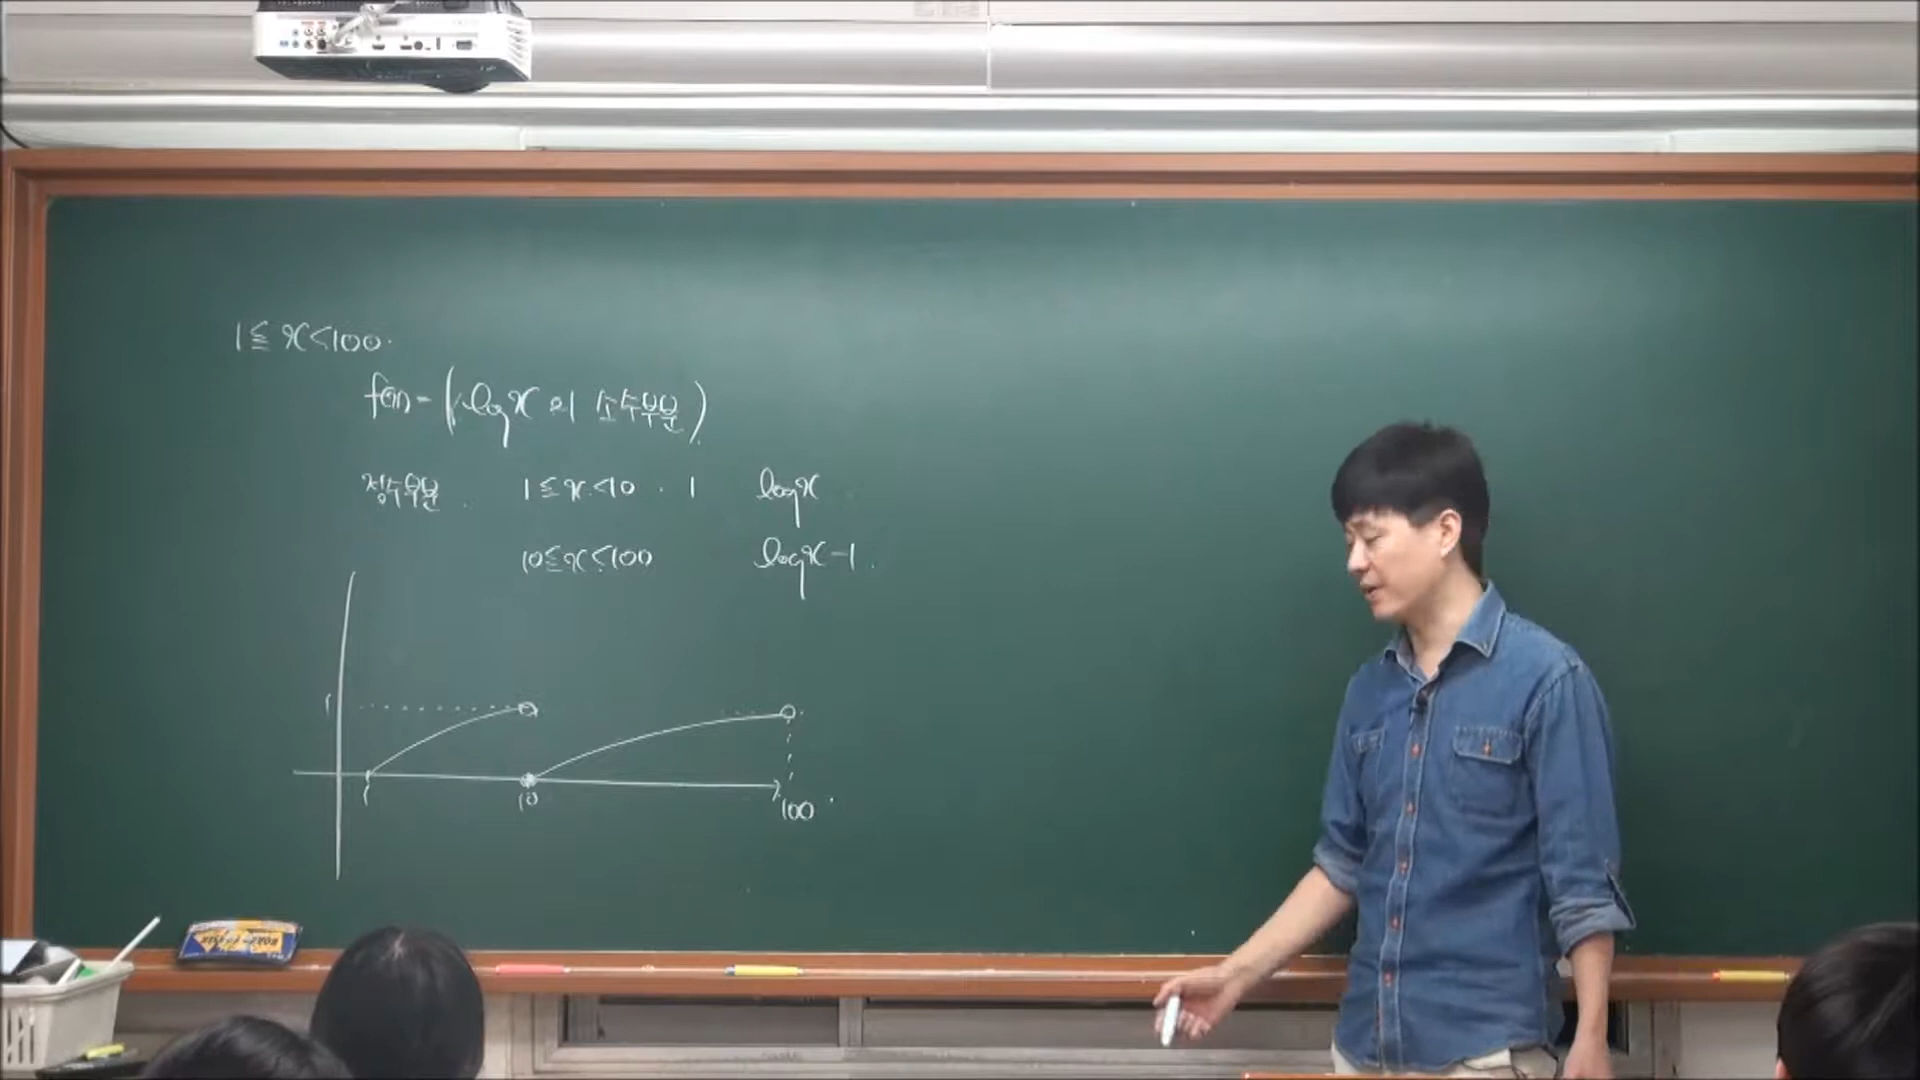 1 ≦ x < 100.
f(x) = (log x 의 소수부분)
정수부분. 1 ≦ x < 10 . 1 log x
10 ≦ x < 100 log x - 1.
1
1 10 100